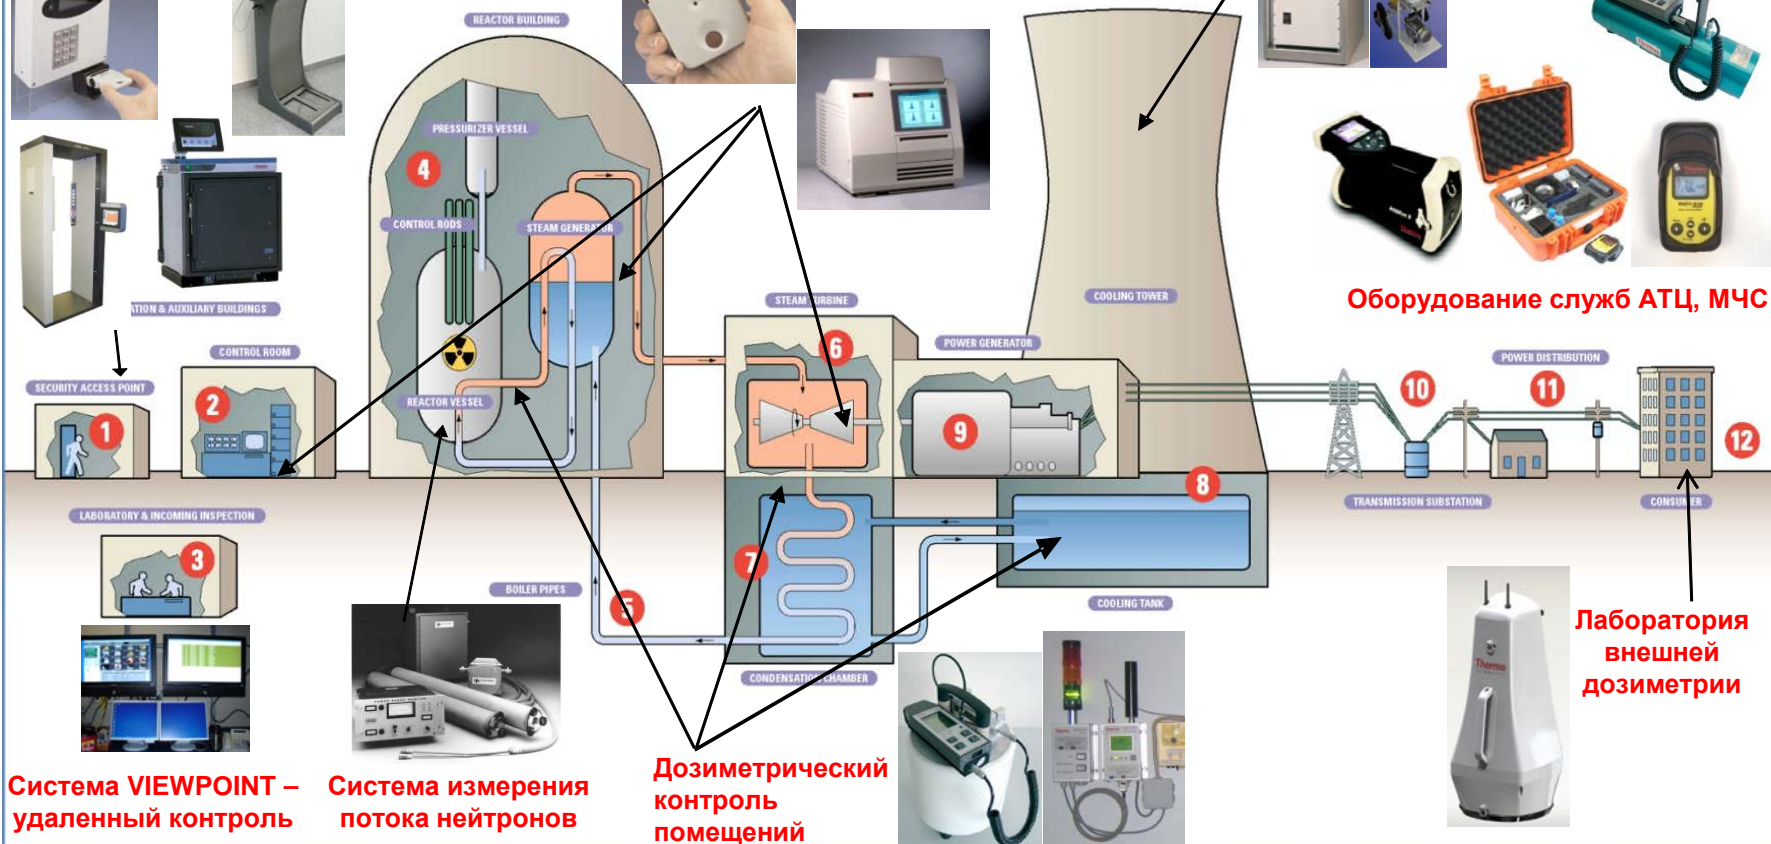 REACTOR BUILDING
PRESSURIZER VESSEL
4
CONTROL RODS
STEAM GENERATOR
ATION & AUXILIARY BUILDINGS
STEAM TURBINE
COOLING TOWER
Оборудование служб АТЦ, МЧС
CONTROL ROOM
6
POWER GENERATOR
POWER DISTRIBUTION
SECURITY ACCESS POINT
2
REACTOR VESSEL
10
11
1
9
12
8
LABORATORY & INCOMING INSPECTION
TRANSMISSION SUBSTATION
CONSUMER
3
7
BOILER PIPES
5
COOLING TANK
Лаборатория
внешней
дозиметрии
Thermo
CONDENSATION CHAMBER
Система VIEWPOINT –
удаленный контроль
Система измерения
потока нейтронов
Дозиметрический
контроль
помещений